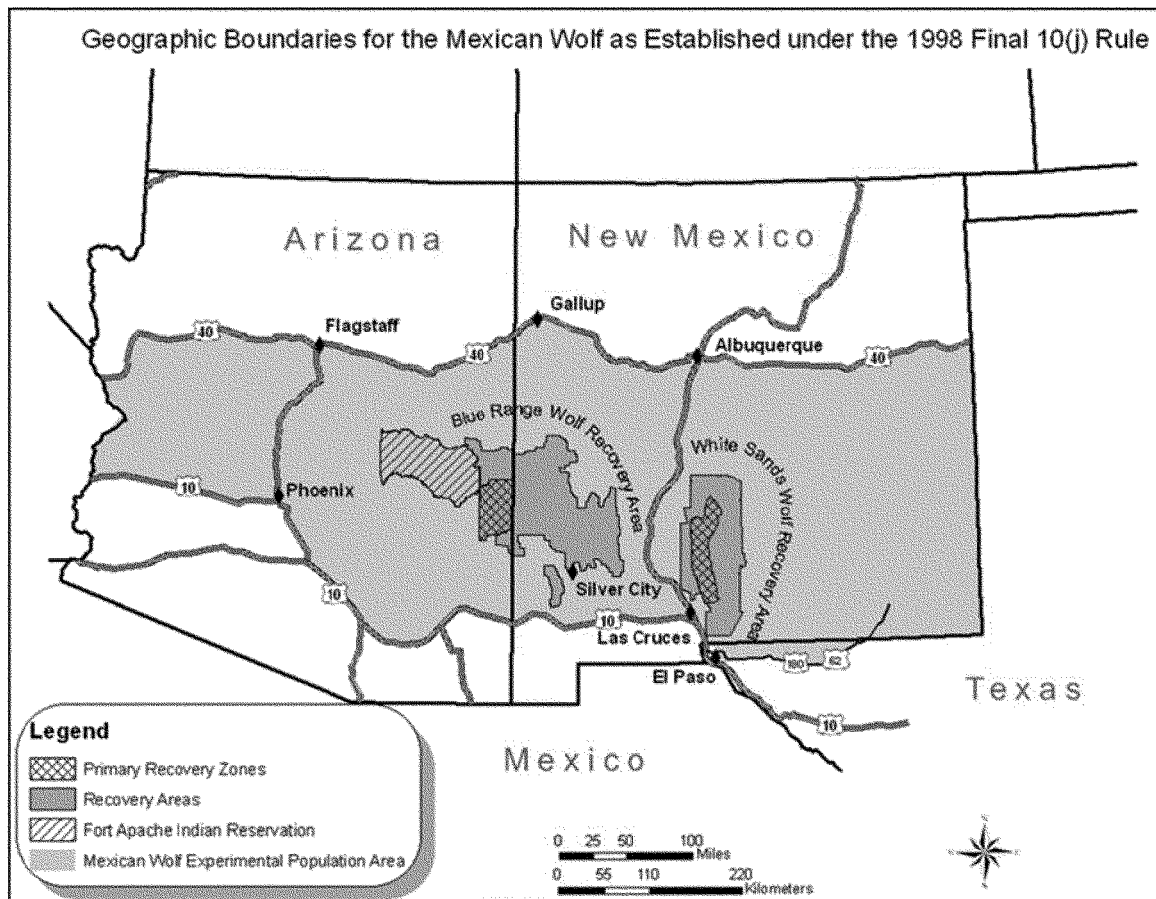 Geographic Boundaries for the Mexican Wolf as Established under the 1998 Final 10(j) Rule
Arizona
New Mexico
Gallup
Flagstaff
Albuquerque
40
40
40
Blue Range Wolf Recovery Area
White Sands Wolf Recovery Area
10
Phoenix
Silver City
10
10
Las Cruces
180
62
El Paso
Texas
10
Mexico
Legend
Primary Recovery Zones
Recovery Areas
Fort Apache Indian Reservation
Mexican Wolf Experimental Population Area
0 25 50 100
Miles
0 55 110 220
Kilometers